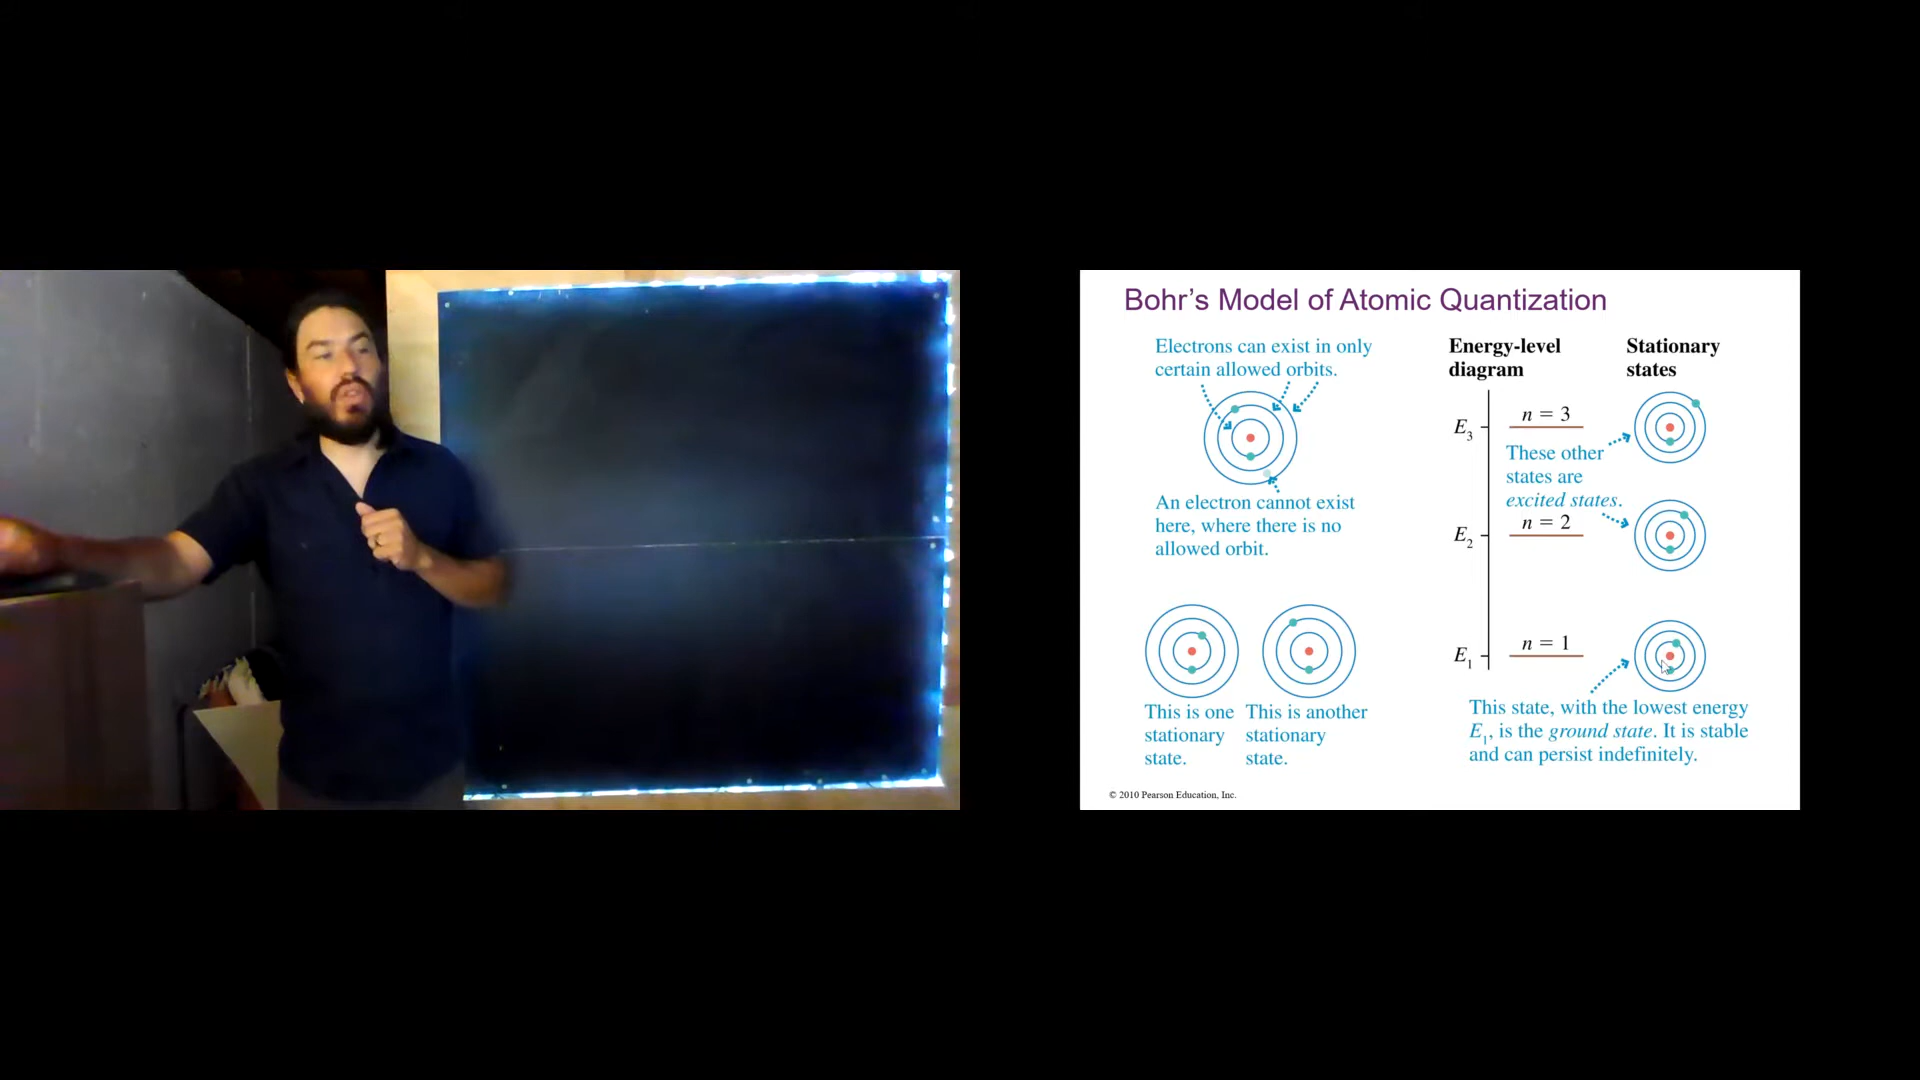 Bohr's Model of Atomic Quantization
Electrons can exist in only
certain allowed orbits.
An electron cannot exist
here, where there is no
allowed orbit.
This is one
stationary
state.
This is another
stationary
state.
Energy-level
diagram
Stationary
states
E₃
n = 3
These other
states are
excited states.
E₂
n = 2
E₁
n = 1
This state, with the lowest energy
E₁, is the ground state. It is stable
and can persist indefinitely.
© 2010 Pearson Education, Inc.